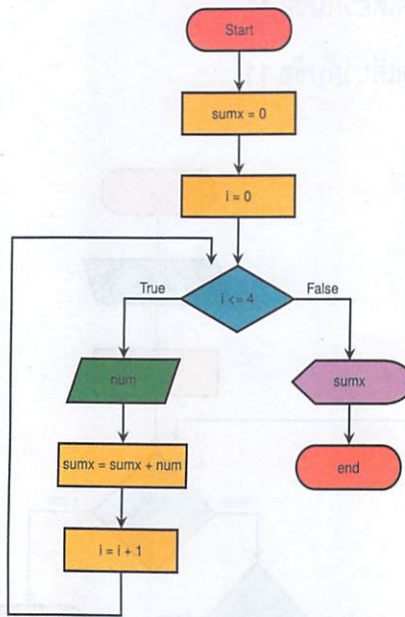 Start
sumx = 0
i = 0
i <= 4
True
False
num
sumx
sumx = sumx + num
end
i = i + 1